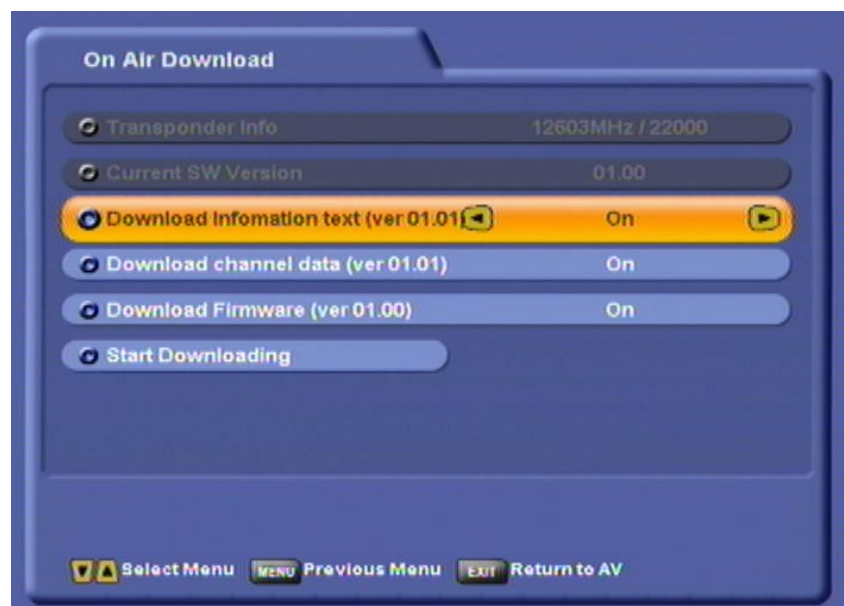 On Air Download
Transponder Info 12603MHz / 22000
Current SW Version 01.00
Download Infomation text (ver 01.01) On
Download channel data (ver 01.01) On
Download Firmware (ver 01.00) On
Start Downloading
Select Menu MENU Previous Menu EXIT Return to AV